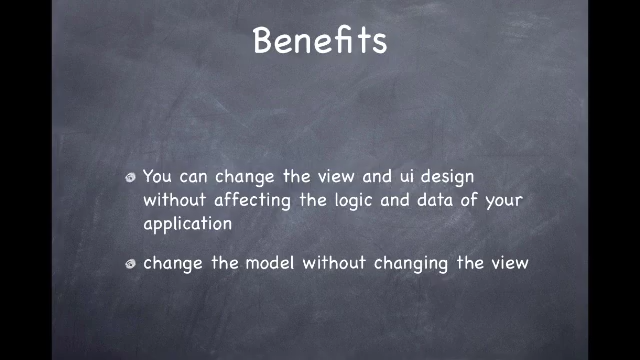 Benefits
You can change the view and ui design
without affecting the logic and data of your
application
change the model without changing the view